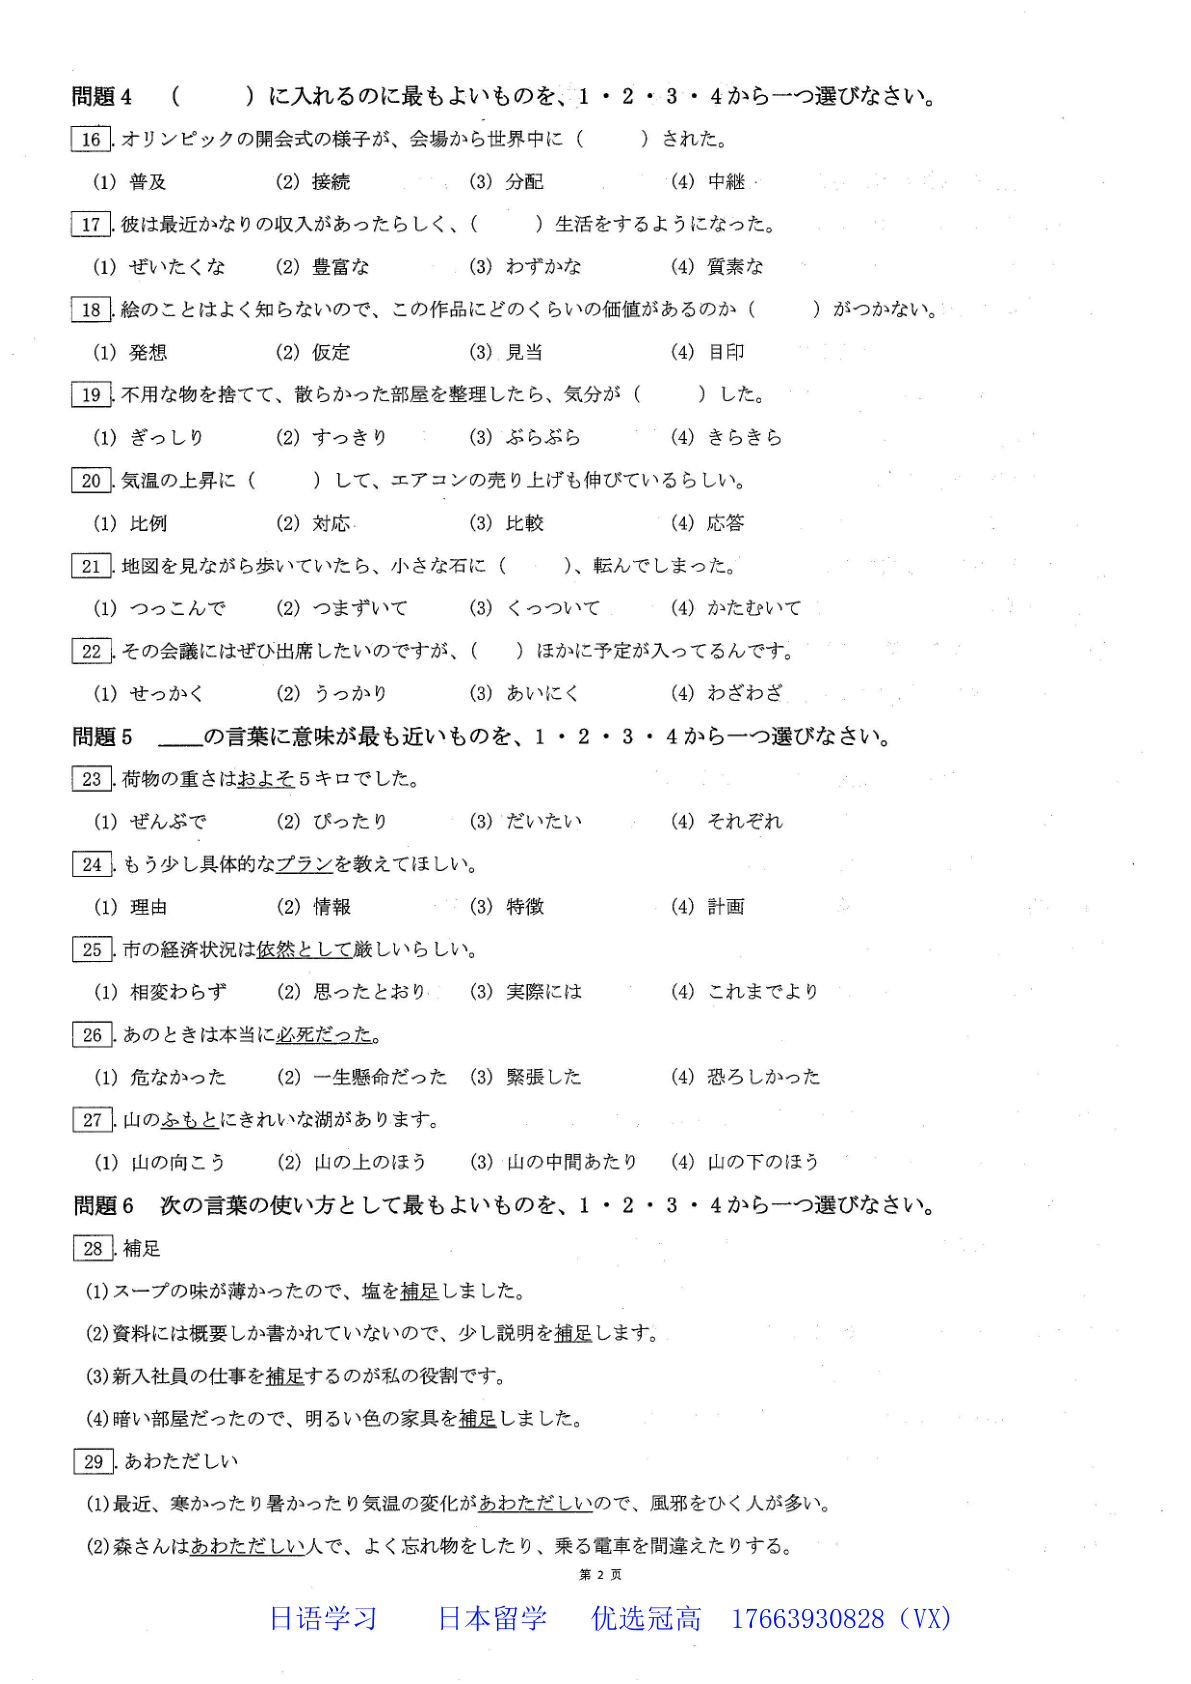 問題４　（　　　）に入れるのに最もよいものを、１・２・３・４から一つ選びなさい。
16.オリンピックの開会式の様子が、会場から世界中に（　　　）された。
(1) 普及　(2) 接続　(3) 分配　(4) 中継
17.彼は最近かなりの収入があったらしく、（　　　）生活をするようになった。
(1) ぜいたくな　(2) 豊富な　(3) わずかな　(4) 質素な
18.絵のことはよく知らないので、この作品にどのくらいの価値があるのか（　　　）がつかない。
(1) 発想　(2) 仮定　(3) 見当　(4) 目印
19.不用な物を捨てて、散らかった部屋を整理したら、気分が（　　　）した。
(1) ぎっしり　(2) すっきり　(3) ぶらぶら　(4) きらきら
20.気温の上昇に（　　　）して、エアコンの売り上げも伸びているらしい。
(1) 比例　(2) 対応　(3) 比較　(4) 応答
21.地図を見ながら歩いていたら、小さな石に（　　　）、転んでしまった。
(1) つっこんで　(2) つまずいて　(3) くっついて　(4) かたむいて
22.その会議にはぜひ出席したいのですが、（　　）ほかに予定が入ってるんです。
(1) せっかく　(2) うっかり　(3) あいにく　(4) わざわざ
問題５　＿＿の言葉に意味が最も近いものを、１・２・３・４から一つ選びなさい。
23.荷物の重さはおよそ５キロでした。
(1) ぜんぶで　(2) ぴったり　(3) だいたい　(4) それぞれ
24.もう少し具体的なプランを教えてほしい。
(1) 理由　(2) 情報　(3) 特徴　(4) 計画
25.市の経済状況は依然として厳しいらしい。
(1) 相変わらず　(2) 思ったとおり　(3) 実際には　(4) これまでより
26.あのときは本当に必死だった。
(1) 危なかった　(2) 一生懸命だった　(3) 緊張した　(4) 恐ろしかった
27.山のふもとにきれいな湖があります。
(1) 山の向こう　(2) 山の上のほう　(3) 山の中間あたり　(4) 山の下のほう
問題６　次の言葉の使い方として最もよいものを、１・２・３・４から一つ選びなさい。
28.補足
(1)スープの味が薄かったので、塩を補足しました。
(2)資料には概要しか書かれていないので、少し説明を補足します。
(3)新入社員の仕事を補足するのが私の役割です。
(4)暗い部屋だったので、明るい色の家具を補足しました。
29.あわただしい
(1)最近、寒かったり暑かったり気温の変化があわただしいので、風邪をひく人が多い。
(2)森さんはあわただしい人で、よく忘れ物をしたり、乗る電車を間違えたりする。
第 2 页
日语学习　日本留学　优选冠高　17663930828（VX）